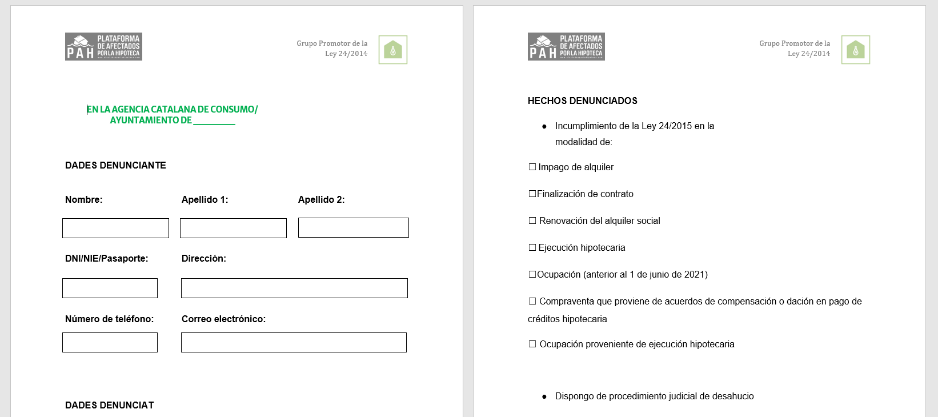 PLATAFORMA
DE AFECTADOS
PAH POR LA HIPOTECA
Grupo Promotor de la
Ley 24/2014
EN LA AGENCIA CATALANA DE CONSUMO/
AYUNTAMIENTO DE ________
DADES DENUNCIANTE
Nombre: Apellido 1: Apellido 2:
DNI/NIE/Pasaporte: Dirección:
Número de teléfono: Correo electrónico:
DADES DENUNCIAT
PLATAFORMA
DE AFECTADOS
PAH POR LA HIPOTECA
Grupo Promotor de la
Ley 24/2014
HECHOS DENUNCIADOS
● Incumplimiento de la Ley 24/2015 en la
modalidad de:
☐ Impago de alquiler
☐Finalización de contrato
☐ Renovación del alquiler social
☐ Ejecución hipotecaria
☐Ocupación (anterior al 1 de junio de 2021)
☐ Compraventa que proviene de acuerdos de compensación o dación en pago de
créditos hipotecaria
☐ Ocupación proveniente de ejecución hipotecaria
● Dispongo de procedimiento judicial de desahucio